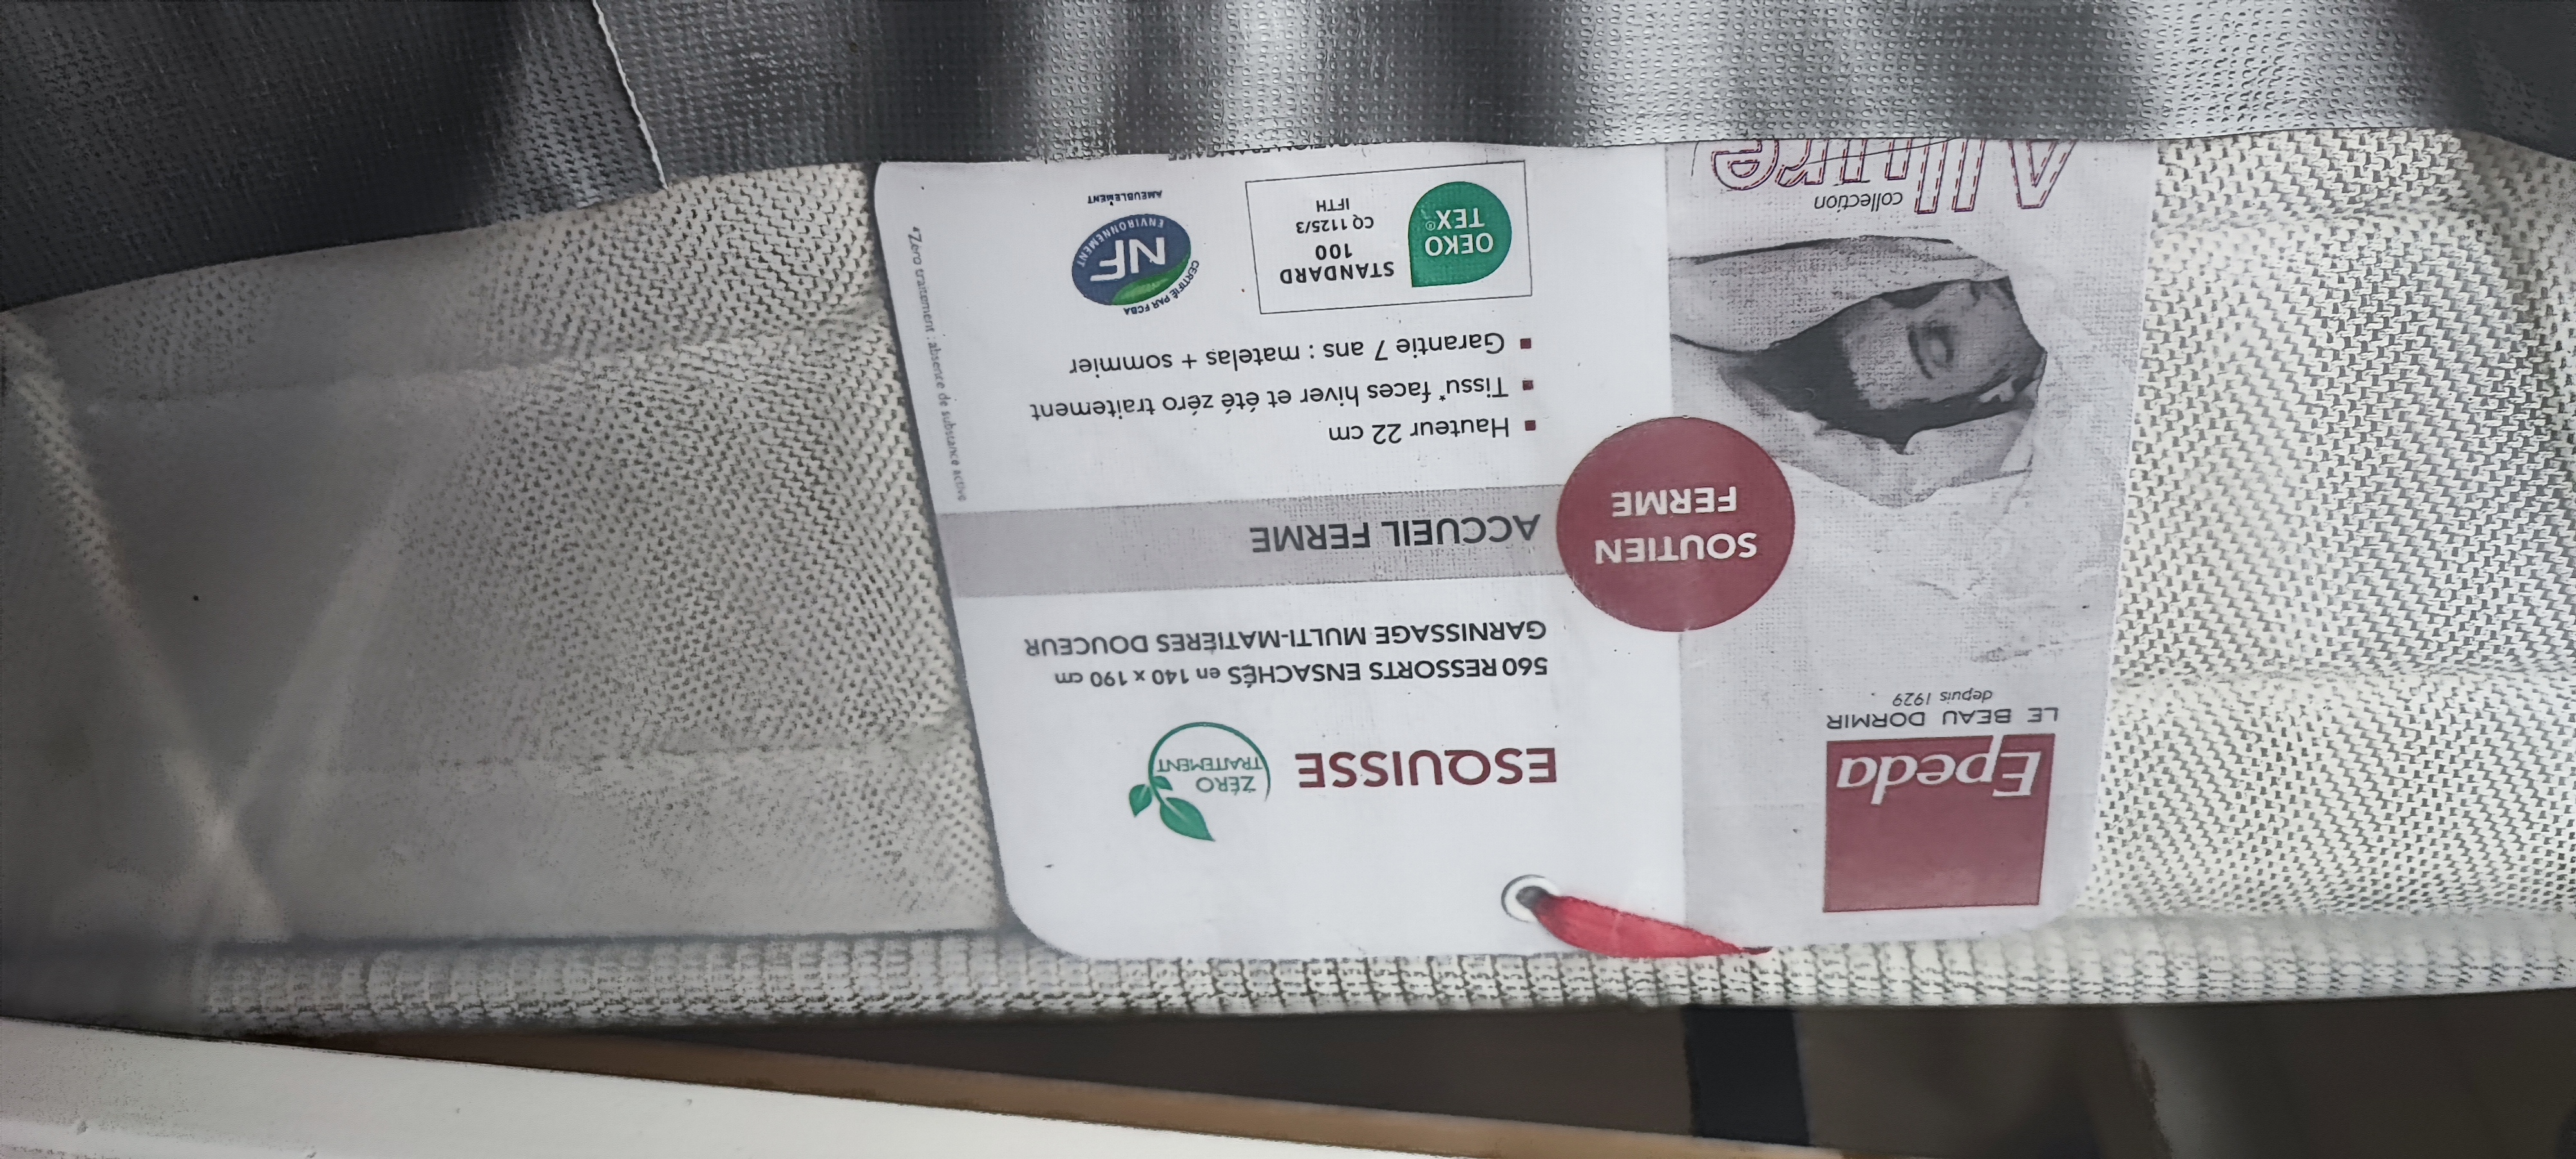 Epeda
LE BEAU DORMIR
depuis 1929
ESQUISSE
ZÉRO
TRAITEMENT
560 RESSORTS ENSACHÉS en 140 x 190 cm
GARNISSAGE MULTI-MATIÈRES DOUCEUR
SOUTIEN
FERME
ACCUEIL FERME
▪ Hauteur 22 cm
▪ Tissu* faces hiver et été zéro traitement
▪ Garantie 7 ans : matelas + sommier
collection
Allure
OEKO
TEX®
STANDARD
100
CQ 1125/3
IFTH
CERTIFIÉ PAR FCBA
NF
ENVIRONNEMENT
AMEUBLEMENT
*Zéro traitement : absence de substance active